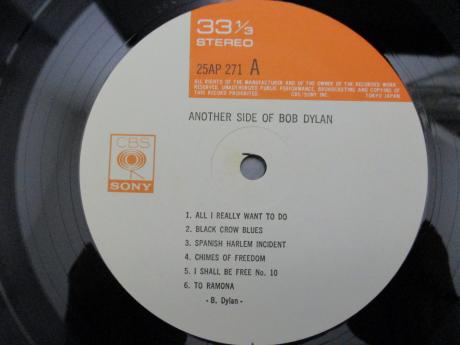 33 1/3
STEREO
25AP 271 A
ALL RIGHTS OF THE MANUFACTURER AND OF THE OWNER OF THE RECORDED WORK
RESERVED. UNAUTHORIZED PUBLIC PERFORMANCE, BROADCASTING AND COPYING OF
THIS RECORD PROHIBITED. CBS/SONY INC. TOKYO JAPAN
ANOTHER SIDE OF BOB DYLAN
CBS
SONY
1. ALL I REALLY WANT TO DO
2. BLACK CROW BLUES
3. SPANISH HARLEM INCIDENT
4. CHIMES OF FREEDOM
5. I SHALL BE FREE No. 10
6. TO RAMONA
- B. Dylan -